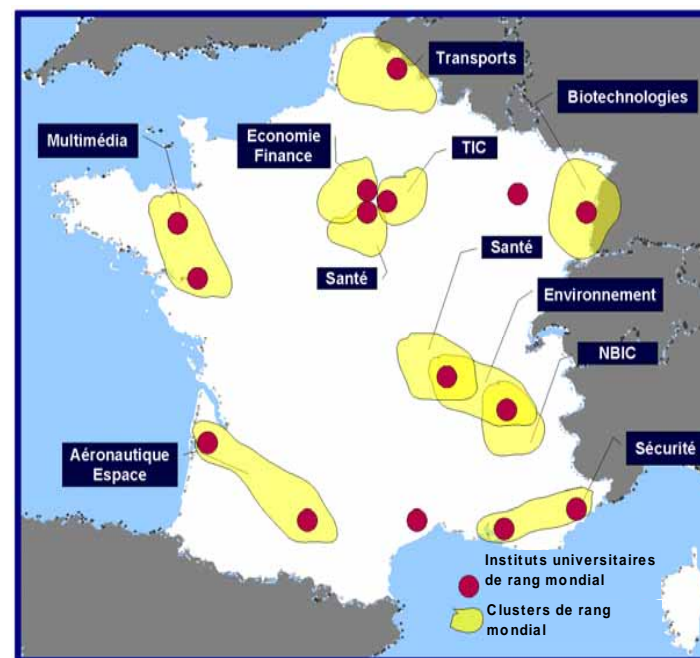 Transports
Biotechnologies
Multimédia
Economie
Finance
TIC
Santé
Santé
Environnement
NBIC
Aéronautique
Espace
Sécurité
Instituts universitaires
de rang mondial
Clusters de rang
mondial